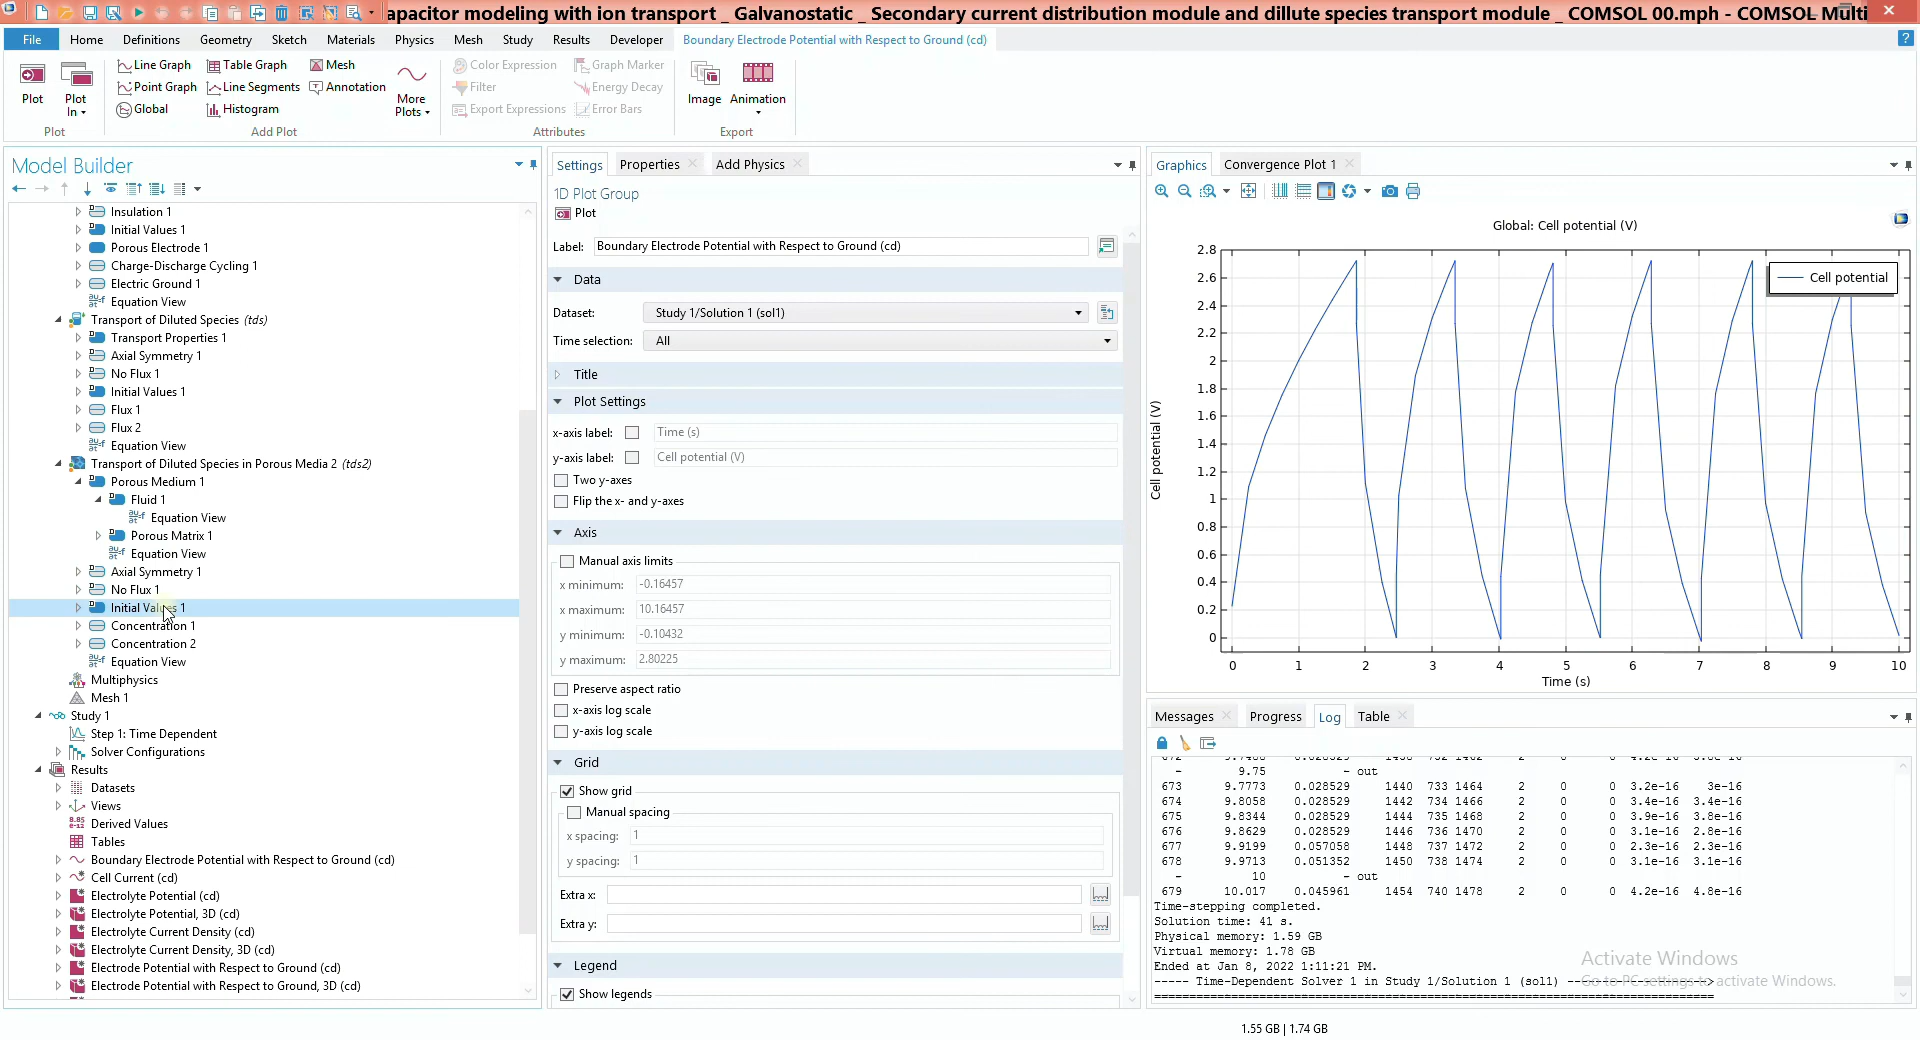 apacitor modeling with ion transport _ Galvanostatic _ Secondary current distribution module and dillute species transport module _ COMSOL 00.mph - COMSOL Multi
File Home Definitions Geometry Sketch Materials Physics Mesh Study Results Developer Boundary Electrode Potential with Respect to Ground (cd)
Line Graph Table Graph Mesh Color Expression Graph Marker
Point Graph Line Segments Annotation Filter Energy Decay
Plot Plot In More Plots Image Animation
Global Histogram Export Expressions Error Bars
Plot Add Plot Attributes Export
Model Builder
Insulation 1
Initial Values 1
Porous Electrode 1
Charge-Discharge Cycling 1
Electric Ground 1
Equation View
Transport of Diluted Species (tds)
Transport Properties 1
Axial Symmetry 1
No Flux 1
Initial Values 1
Flux 1
Flux 2
Equation View
Transport of Diluted Species in Porous Media 2 (tds2)
Porous Medium 1
Fluid 1
Equation View
Porous Matrix 1
Equation View
Axial Symmetry 1
No Flux 1
Initial Values 1
Concentration 1
Concentration 2
Equation View
Multiphysics
Mesh 1
Study 1
Step 1: Time Dependent
Solver Configurations
Results
Datasets
Views
Derived Values
Tables
Boundary Electrode Potential with Respect to Ground (cd)
Cell Current (cd)
Electrolyte Potential (cd)
Electrolyte Potential, 3D (cd)
Electrolyte Current Density (cd)
Electrolyte Current Density, 3D (cd)
Electrode Potential with Respect to Ground (cd)
Electrode Potential with Respect to Ground, 3D (cd)
Settings Properties Add Physics
1D Plot Group
Plot
Label: Boundary Electrode Potential with Respect to Ground (cd)
Data
Dataset: Study 1/Solution 1 (sol1)
Time selection: All
Title
Plot Settings
x-axis label: Time (s)
y-axis label: Cell potential (V)
Two y-axes
Flip the x- and y-axes
Axis
Manual axis limits
x minimum: -0.16457
x maximum: 10.16457
y minimum: -0.10432
y maximum: 2.80225
Preserve aspect ratio
x-axis log scale
y-axis log scale
Grid
Show grid
Manual spacing
x spacing: 1
y spacing: 1
Extra x:
Extra y:
Legend
Show legends
Graphics Convergence Plot 1
Global: Cell potential (V)
Cell potential
2.8
2.6
2.4
2.2
2
1.8
1.6
1.4
1.2
1
0.8
0.6
0.4
0.2
0
Cell potential (V)
0 1 2 3 4 5 6 7 8 9 10
Time (s)
Messages Progress Log Table
- 9.75 - out
673 9.7773 0.028529 1440 733 1464 2 0 0 3.2e-16 3e-16
674 9.8058 0.028529 1442 734 1466 2 0 0 3.4e-16 3.4e-16
675 9.8344 0.028529 1444 735 1468 2 0 0 3.9e-16 3.8e-16
676 9.8629 0.028529 1446 736 1470 2 0 0 3.1e-16 2.8e-16
677 9.9199 0.057058 1448 737 1472 2 0 0 2.3e-16 2.3e-16
678 9.9713 0.051352 1450 738 1474 2 0 0 3.1e-16 3.1e-16
- 10 - out
679 10.017 0.045961 1454 740 1478 2 0 0 4.2e-16 4.8e-16
Time-stepping completed.
Solution time: 41 s.
Physical memory: 1.59 GB
Virtual memory: 1.78 GB
Ended at Jan 8, 2022 1:11:21 PM.
----- Time-Dependent Solver 1 in Study 1/Solution 1 (sol1) ----->
Activate Windows
Go to PC settings to activate Windows.
1.55 GB | 1.74 GB